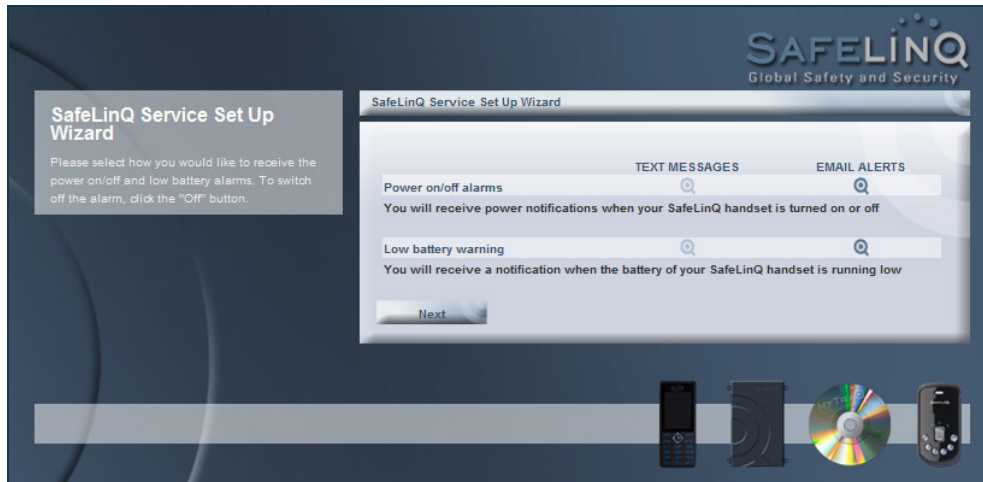 SAFELINQ
Global Safety and Security
SafeLinQ Service Set Up
Wizard
Please select how you would like to receive the
power on/off and low battery alarms. To switch
off the alarm, click the "Off" button.
SafeLinQ Service Set Up Wizard
TEXT MESSAGES EMAIL ALERTS
Power on/off alarms
You will receive power notifications when your SafeLinQ handset is turned on or off
Low battery warning
You will receive a notification when the battery of your SafeLinQ handset is running low
Next